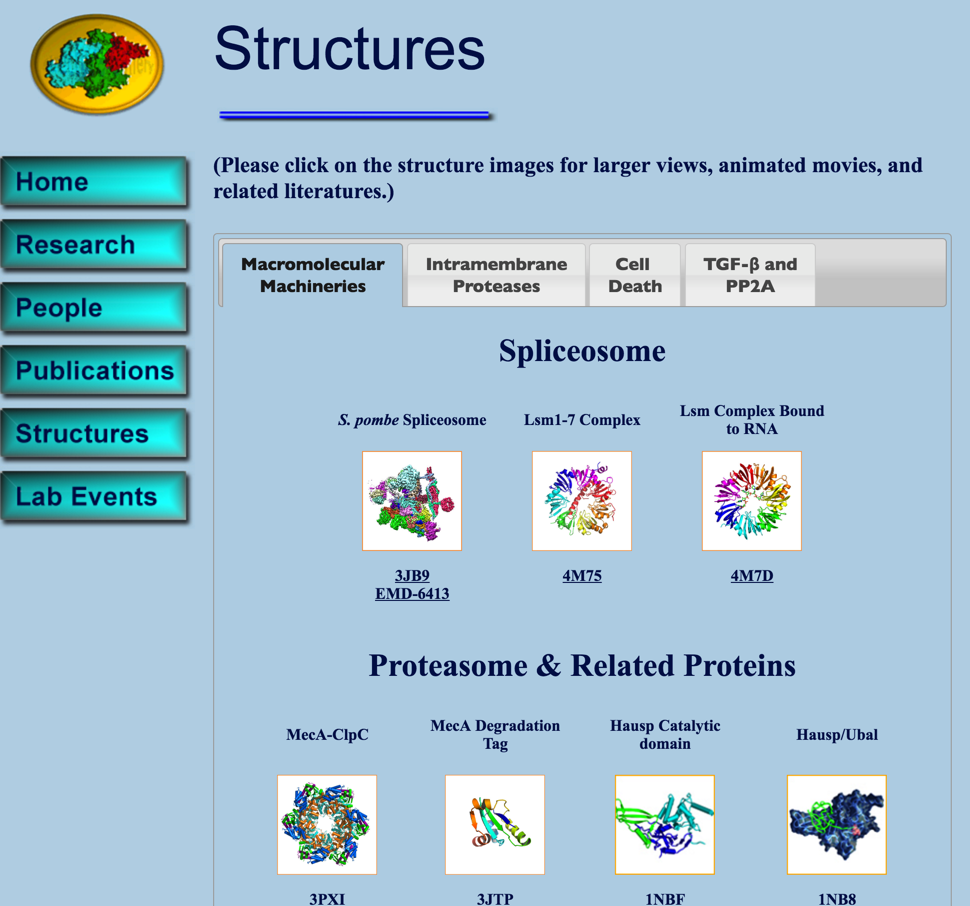 Structures
Home
Research
People
Publications
Structures
Lab Events
(Please click on the structure images for larger views, animated movies, and
related literatures.)
Macromolecular
Machineries
Intramembrane
Proteases
Cell
Death
TGF-β and
PP2A
Spliceosome
S. pombe Spliceosome
Lsm1-7 Complex
Lsm Complex Bound
to RNA
3JB9
EMD-6413
4M75
4M7D
Proteasome & Related Proteins
MecA-ClpC
MecA Degradation
Tag
Hausp Catalytic
domain
Hausp/Ubal
3PXI
3JTP
1NBF
1NB8